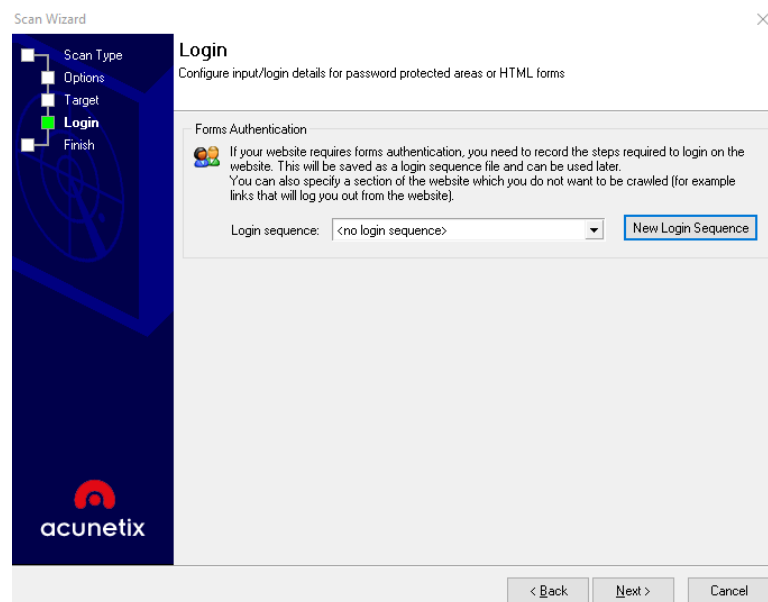 Scan Wizard
Scan Type
Options
Target
Login
Finish
acunetix
Login
Configure input/login details for password protected areas or HTML forms
Forms Authentication
If your website requires forms authentication, you need to record the steps required to login on the
website. This will be saved as a login sequence file and can be used later.
You can also specify a section of the website which you do not want to be crawled (for example
links that will log you out from the website).
Login sequence: <no login sequence> New Login Sequence
< Back Next > Cancel